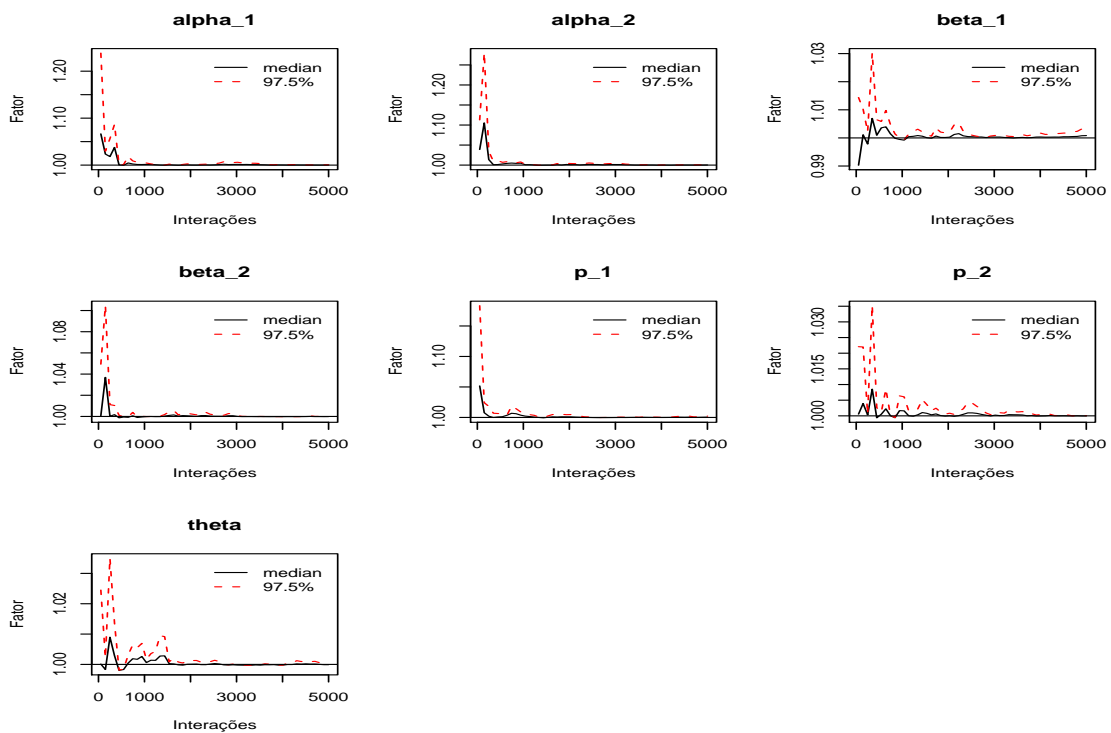 alpha_1
Fator
1.00 1.10 1.20
median
97.5%
0 1000 3000 5000
Interações
alpha_2
Fator
1.00 1.10 1.20
median
97.5%
0 1000 3000 5000
Interações
beta_1
Fator
0.99 1.01 1.03
median
97.5%
0 1000 3000 5000
Interações
beta_2
Fator
1.00 1.04 1.08
median
97.5%
0 1000 3000 5000
Interações
p_1
Fator
1.00 1.10
median
97.5%
0 1000 3000 5000
Interações
p_2
Fator
1.000 1.015 1.030
median
97.5%
0 1000 3000 5000
Interações
theta
Fator
1.00 1.02
median
97.5%
0 1000 3000 5000
Interações